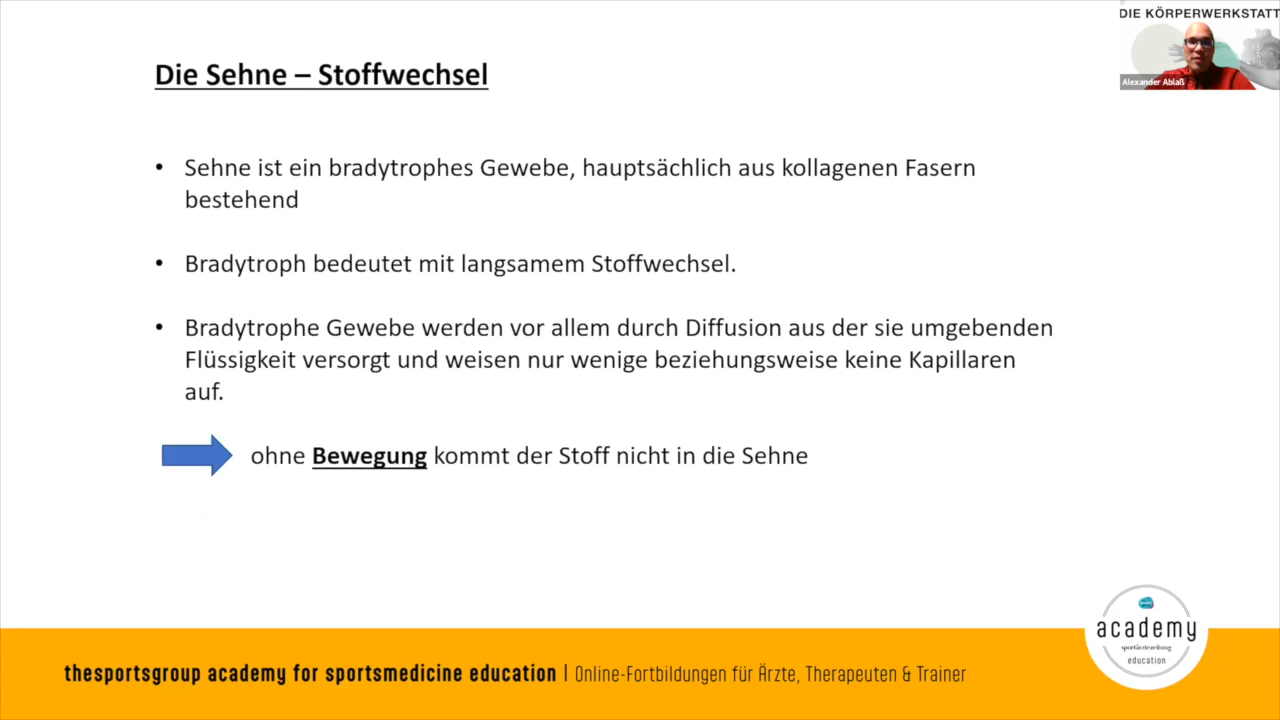 DIE KÖRPERWERKSTATT
Alexander Ablaß
Die Sehne – Stoffwechsel
• Sehne ist ein bradytrophes Gewebe, hauptsächlich aus kollagenen Fasern
bestehend
• Bradytroph bedeutet mit langsamem Stoffwechsel.
• Bradytrophe Gewebe werden vor allem durch Diffusion aus der sie umgebenden
Flüssigkeit versorgt und weisen nur wenige beziehungsweise keine Kapillaren
auf.
ohne Bewegung kommt der Stoff nicht in die Sehne
academy
sportärztezeitung
education
thesportsgroup academy for sportsmedicine education | Online-Fortbildungen für Ärzte, Therapeuten & Trainer